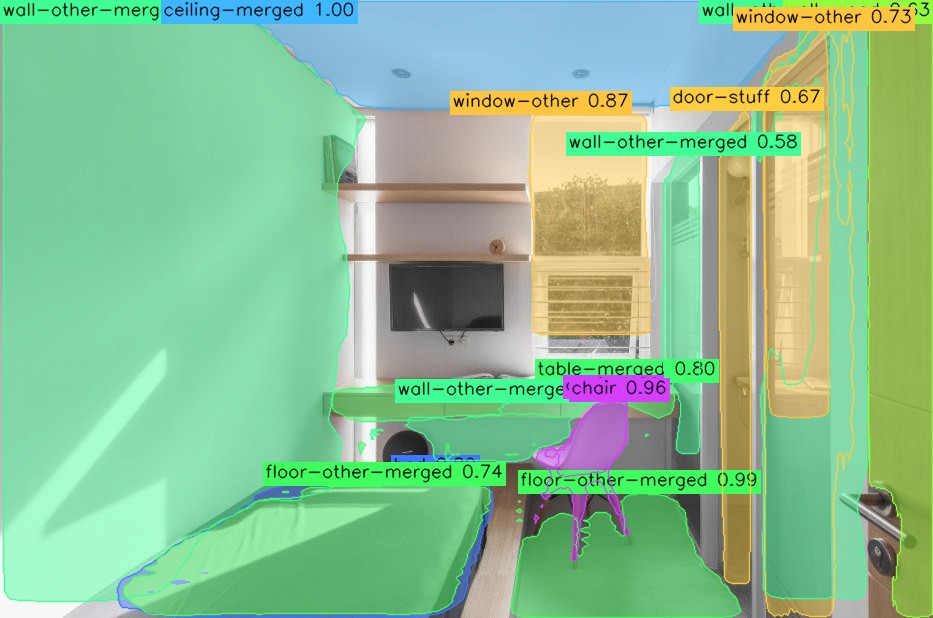 wall-other-merg
ceiling-merged 1.00
window-other 0.73
window-other 0.87
door-stuff 0.67
wall-other-merged 0.58
table-merged 0.80
wall-other-merge
chair 0.96
floor-other-merged 0.74
floor-other-merged 0.99